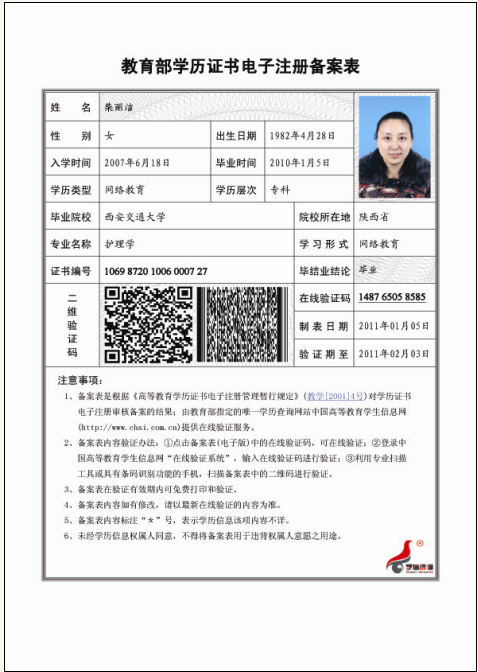 教育部学历证书电子注册备案表
姓 名 柴丽洁
性 别 女 出生日期 1982年4月28日
入学时间 2007年6月18日 毕业时间 2010年1月5日
学历类型 网络教育 学历层次 专科
毕业院校 西安交通大学 院校所在地 陕西省
专业名称 护理学 学习形式 网络教育
证书编号 1069 8720 1006 0007 27 毕结业结论 毕业
二维验证码 在线验证码 1487 6505 8585
制表日期 2011年01月05日
验证期至 2011年02月03日
注意事项：
1、备案表是根据《高等教育学历证书电子注册管理暂行规定》(教学[2001]4号)对学历证书
电子注册审核备案的结果；由教育部指定的唯一学历查询网站中国高等教育学生信息网
(http://www.chsi.com.cn)提供在线验证服务。
2、备案表内容验证办法：①点击备案表(电子版)中的在线验证码，可在线验证；②登录中
国高等教育学生信息网“在线验证系统”，输入在线验证码进行验证；③利用专业扫描
工具或具有条码识别功能的手机，扫描备案表中的二维码进行验证。
3、备案表在验证有效期内可免费打印和验证。
4、备案表内容如有修改，请以最新在线验证的内容为准。
5、备案表内容标注“＊”号，表示学历信息该项内容不详。
6、未经学历信息权属人同意，不得将备案表用于违背权属人意愿之用途。
学信咨询